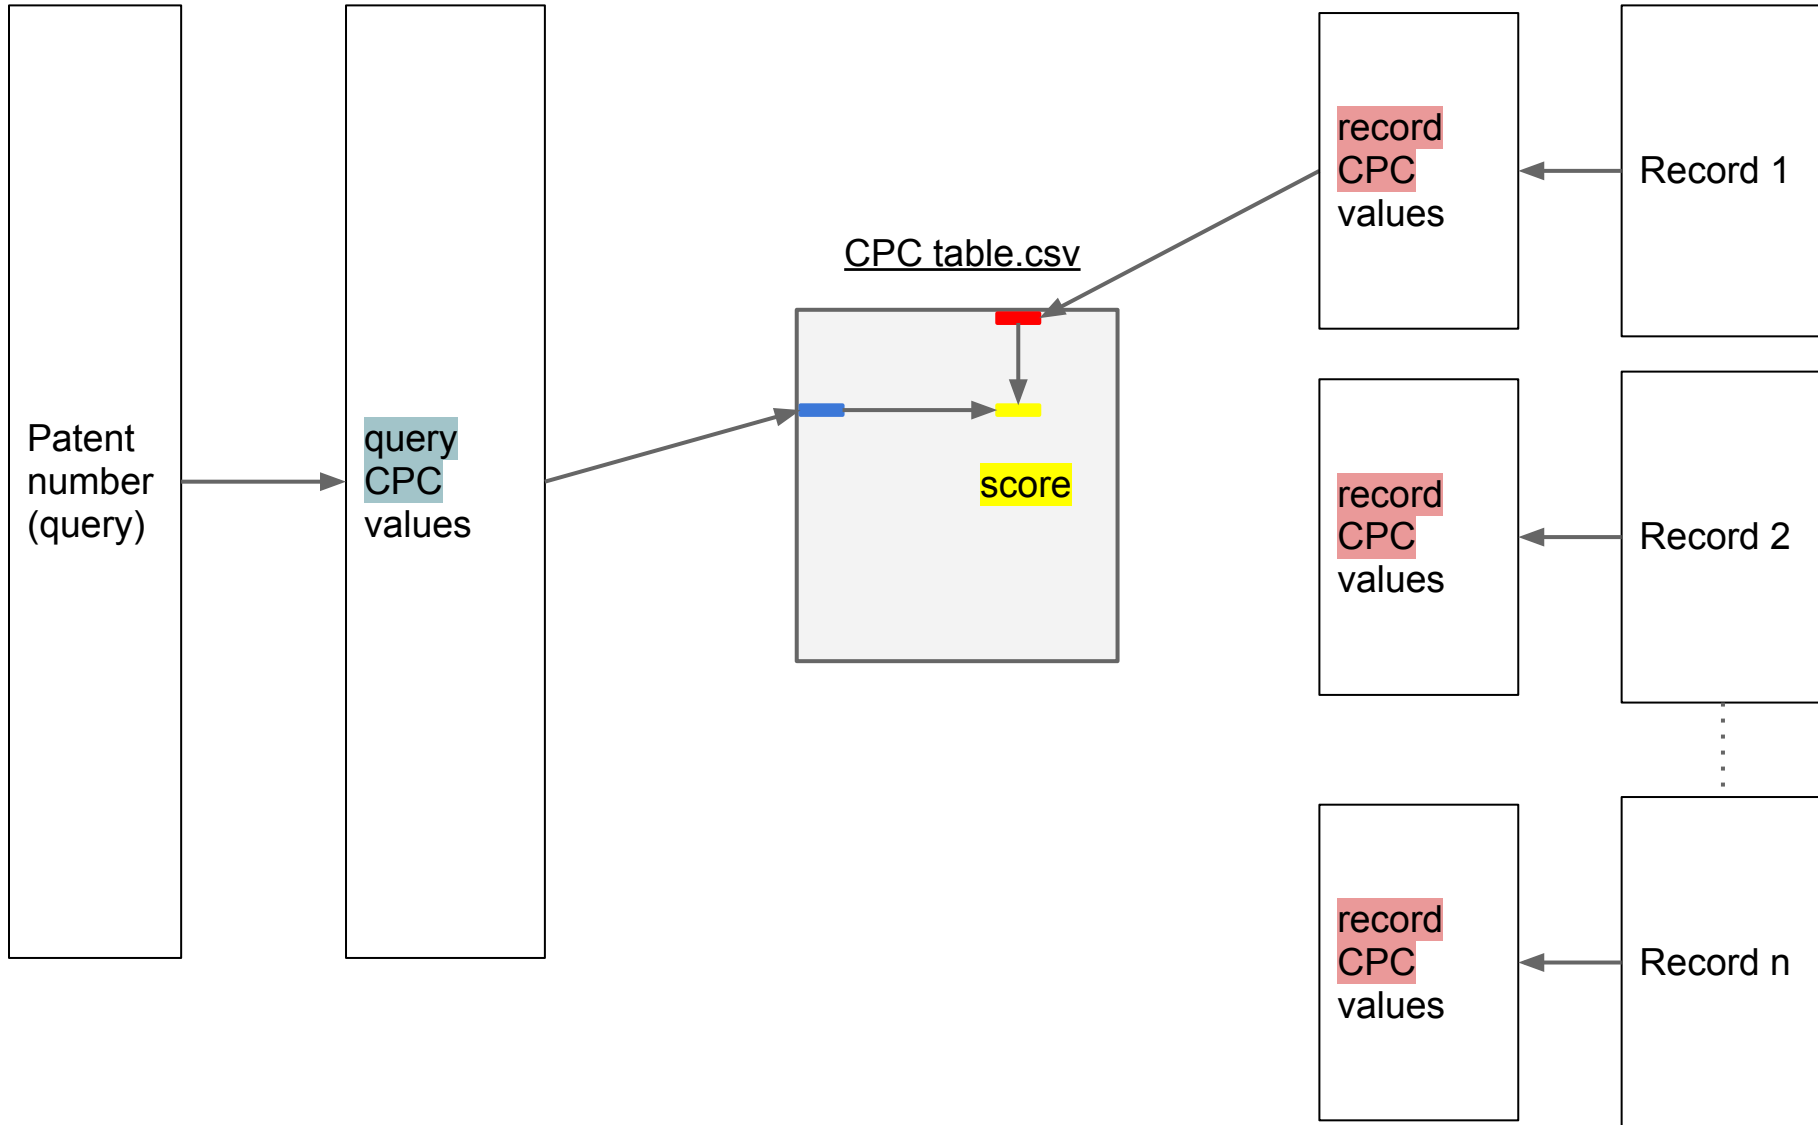 Patent
number
(query)
query
CPC
values
CPC table.csv
score
record
CPC
values
Record 1
record
CPC
values
Record 2
record
CPC
values
Record n